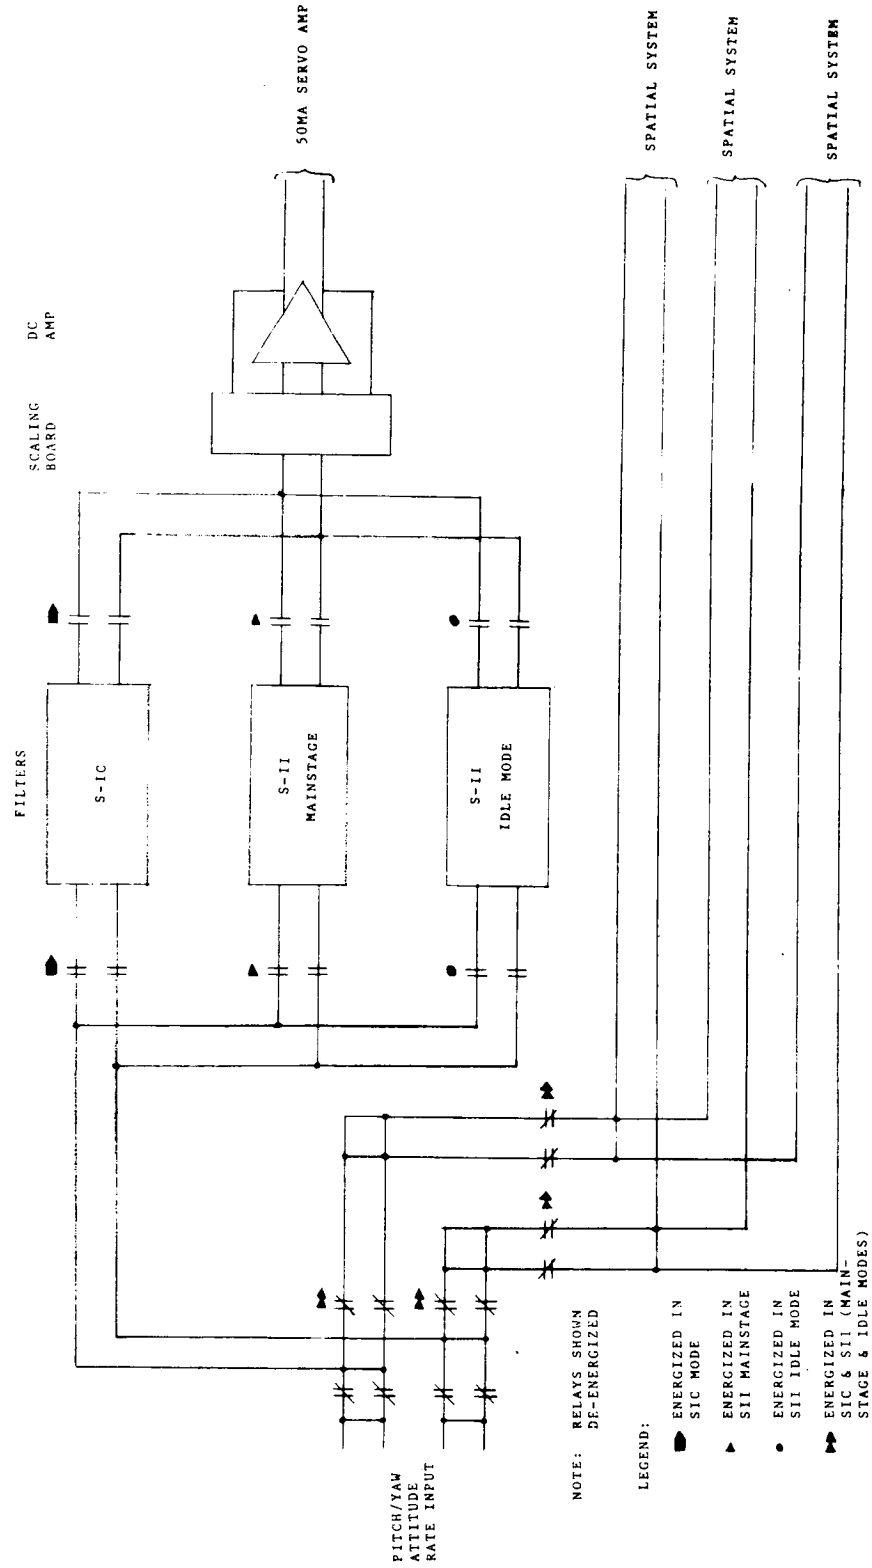 FILTERS
SCALING
BOARD
DC
AMP
50MA SERVO AMP
S-IC
S-II
MAINSTAGE
S-II
IDLE MODE
SPATIAL SYSTEM
SPATIAL SYSTEM
SPATIAL SYSTEM
PITCH/YAW
ATTITUDE
RATE INPUT
NOTE: RELAYS SHOWN
DE-ENERGIZED
LEGEND:
ENERGIZED IN
SIC MODE
ENERGIZED IN
SII MAINSTAGE
ENERGIZED IN
SII IDLE MODE
ENERGIZED IN
SIC & SII (MAIN-
STAGE & IDLE MODES)